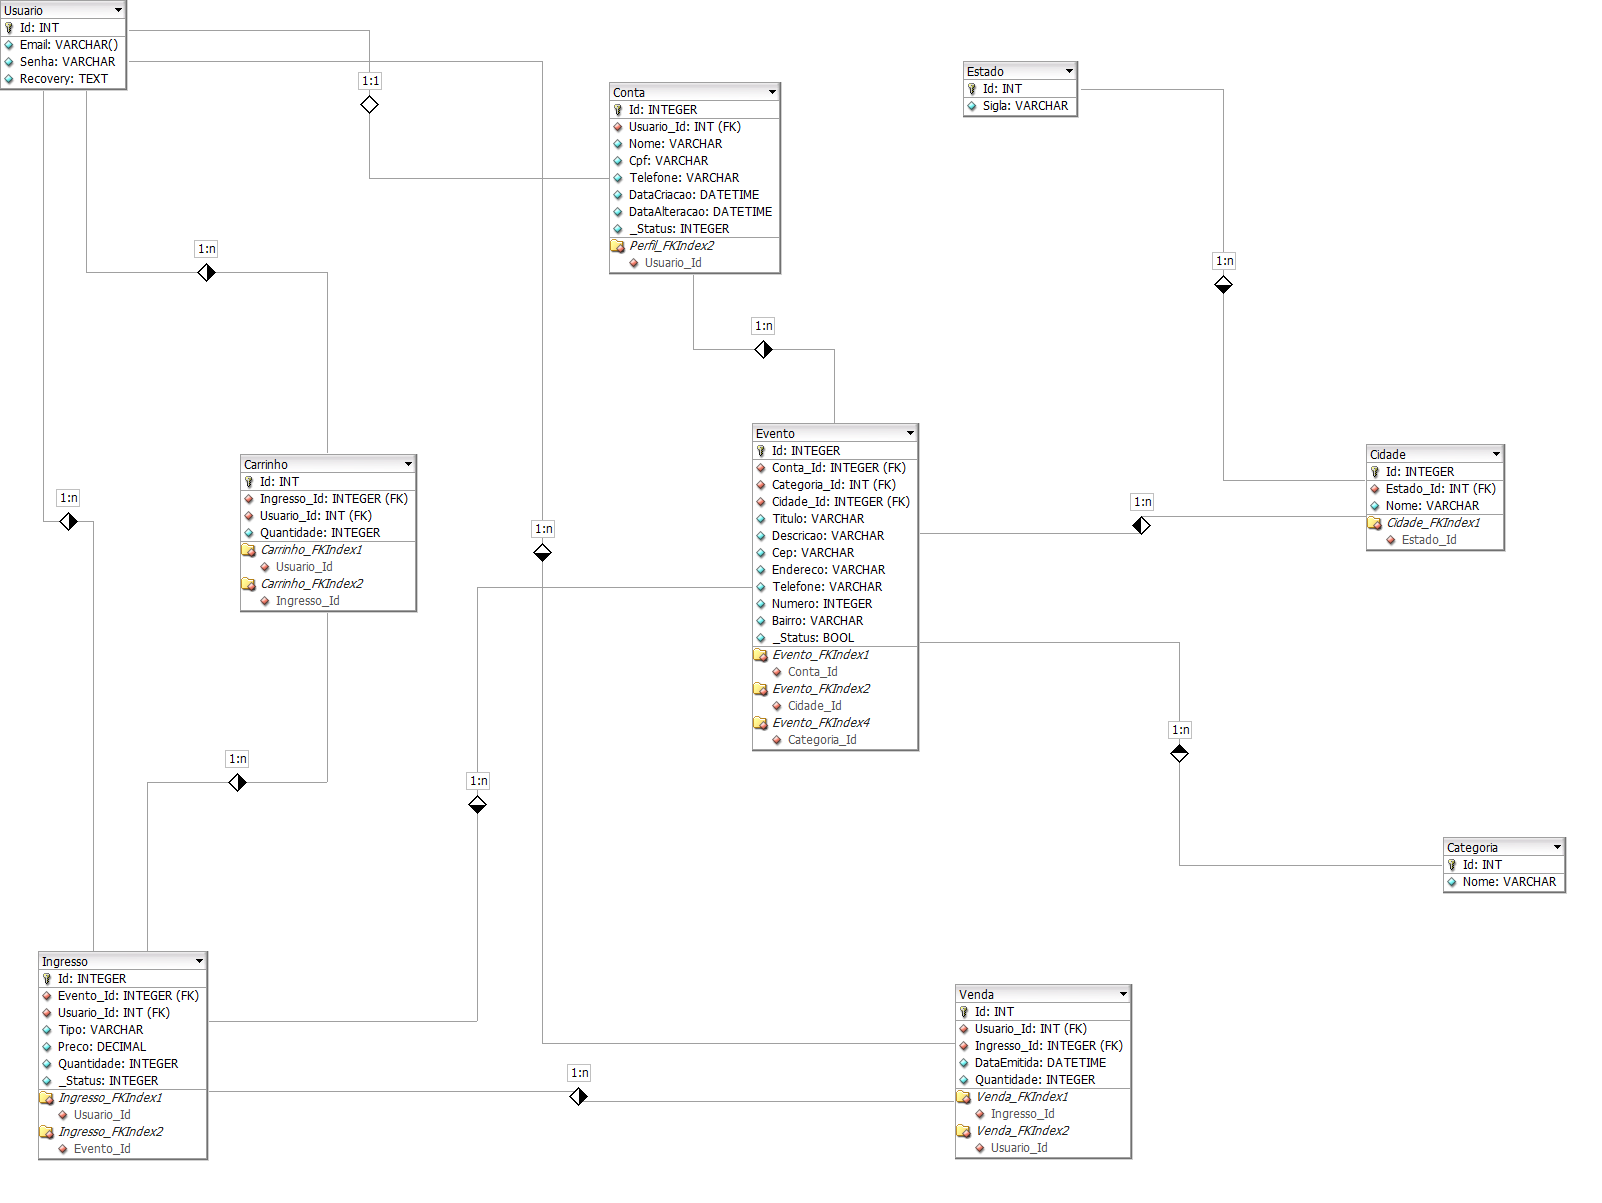 Usuario
Id: INT
Email: VARCHAR()
Senha: VARCHAR
Recovery: TEXT
1:1
Conta
Id: INTEGER
Usuario_Id: INT (FK)
Nome: VARCHAR
Cpf: VARCHAR
Telefone: VARCHAR
DataCriacao: DATETIME
DataAlteracao: DATETIME
_Status: INTEGER
Perfil_FKIndex2
Usuario_Id
Estado
Id: INT
Sigla: VARCHAR
1:n
1:n
1:n
Carrinho
Id: INT
Ingresso_Id: INTEGER (FK)
Usuario_Id: INT (FK)
Quantidade: INTEGER
Carrinho_FKIndex1
Usuario_Id
Carrinho_FKIndex2
Ingresso_Id
1:n
1:n
Evento
Id: INTEGER
Conta_Id: INTEGER (FK)
Categoria_Id: INT (FK)
Cidade_Id: INTEGER (FK)
Titulo: VARCHAR
Descricao: VARCHAR
Cep: VARCHAR
Endereco: VARCHAR
Telefone: VARCHAR
Numero: INTEGER
Bairro: VARCHAR
_Status: BOOL
Evento_FKIndex1
Conta_Id
Evento_FKIndex2
Cidade_Id
Evento_FKIndex4
Categoria_Id
1:n
Cidade
Id: INTEGER
Estado_Id: INT (FK)
Nome: VARCHAR
Cidade_FKIndex1
Estado_Id
1:n
1:n
1:n
Categoria
Id: INT
Nome: VARCHAR
Ingresso
Id: INTEGER
Evento_Id: INTEGER (FK)
Usuario_Id: INT (FK)
Tipo: VARCHAR
Preco: DECIMAL
Quantidade: INTEGER
_Status: INTEGER
Ingresso_FKIndex1
Usuario_Id
Ingresso_FKIndex2
Evento_Id
1:n
Venda
Id: INT
Usuario_Id: INT (FK)
Ingresso_Id: INTEGER (FK)
DataEmitida: DATETIME
Quantidade: INTEGER
Venda_FKIndex1
Ingresso_Id
Venda_FKIndex2
Usuario_Id